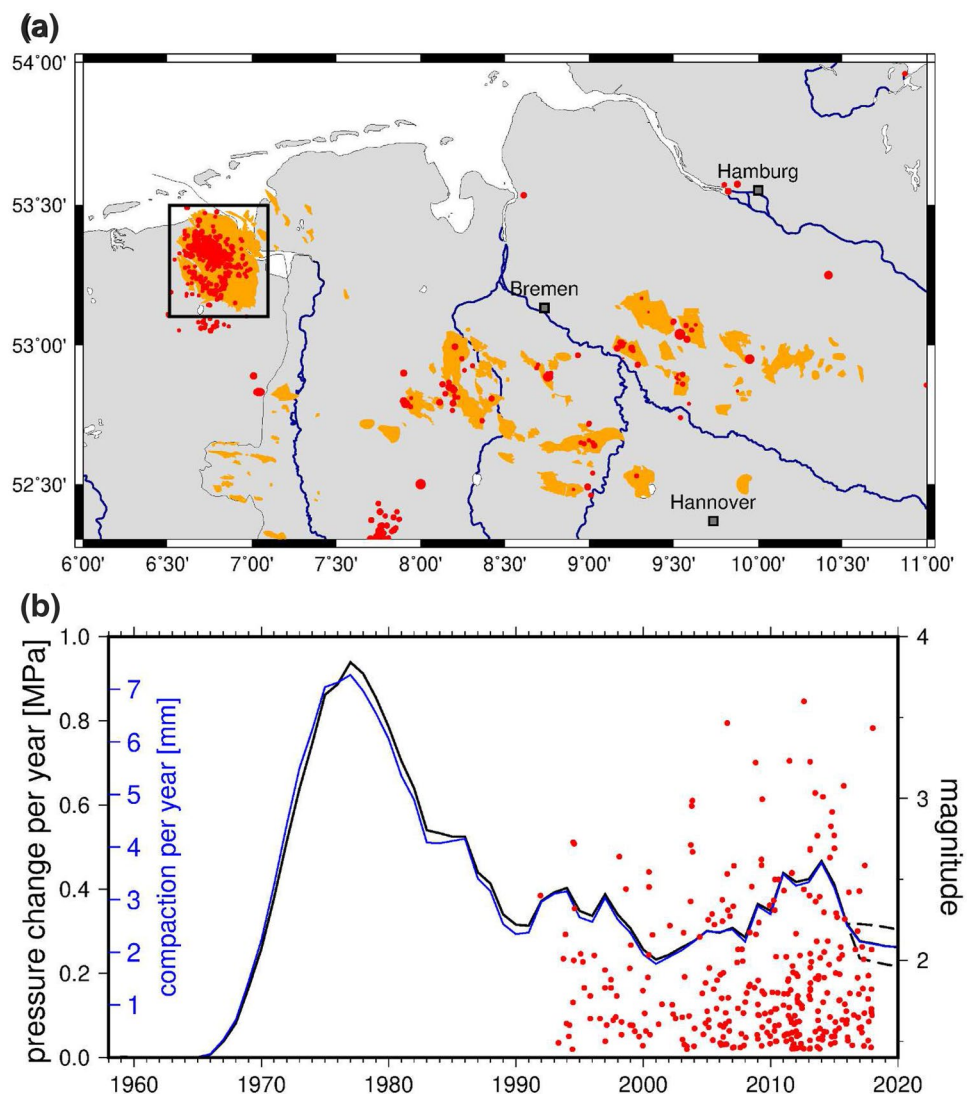 (a)
54˚00'
53˚30'
53˚00'
52˚30'
Hamburg
Bremen
Hannover
6˚00' 6˚30' 7˚00' 7˚30' 8˚00' 8˚30' 9˚00' 9˚30' 10˚00' 10˚30' 11˚00'
(b)
pressure change per year [MPa]
1.0
0.8
0.6
0.4
0.2
0.0
compaction per year [mm]
7
6
5
4
3
2
1
4
3
2
magnitude
1960 1970 1980 1990 2000 2010 2020